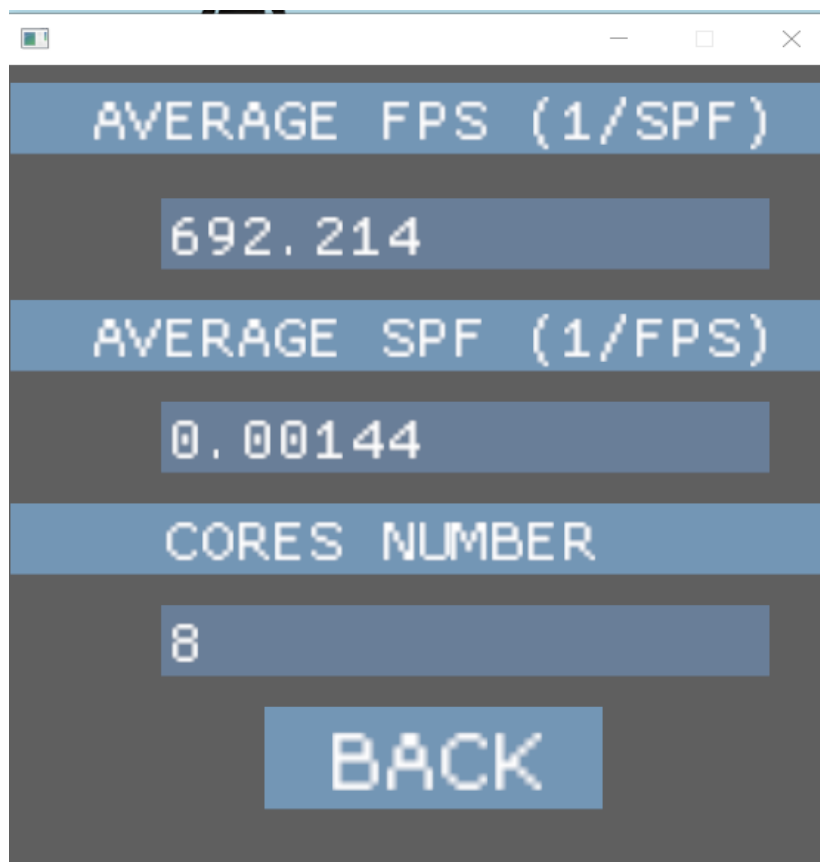 AVERAGE FPS (1/SPF)
692.214
AVERAGE SPF (1/FPS)
0.00144
CORES NUMBER
8
BACK